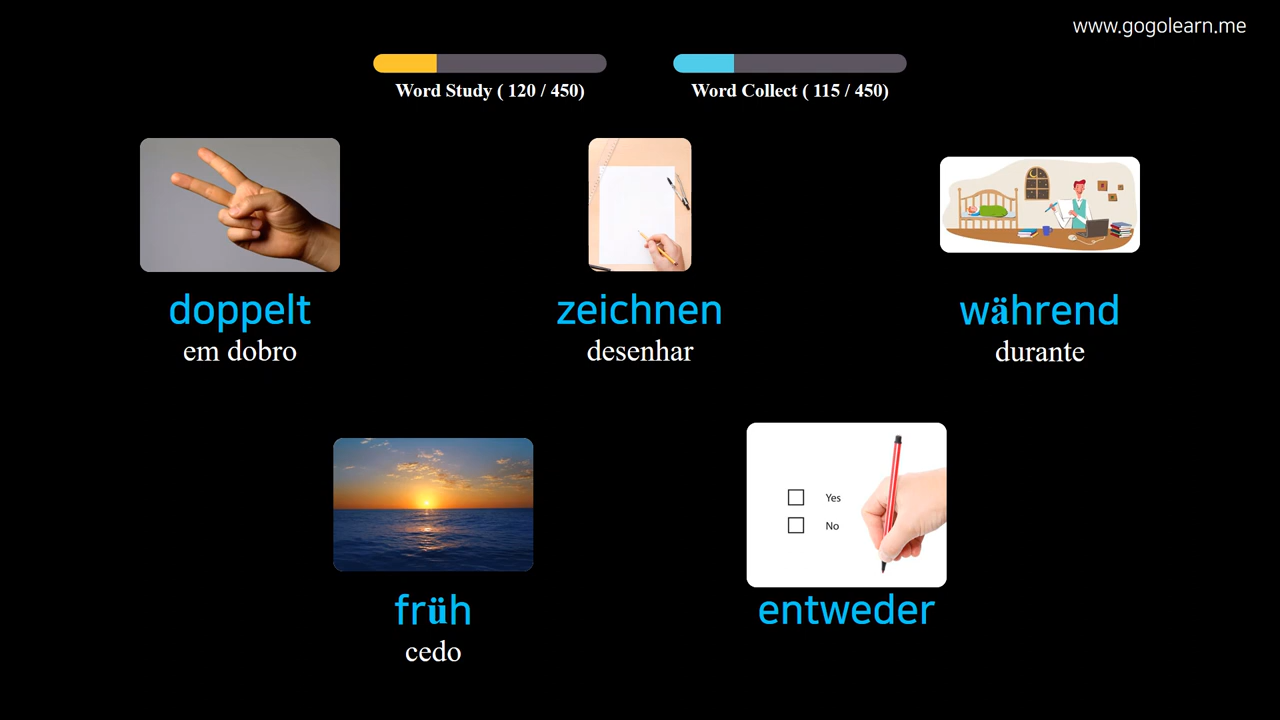 www.gogolearn.me
Word Study ( 120 / 450)
Word Collect ( 115 / 450)
doppelt
em dobro
zeichnen
desenhar
während
durante
früh
cedo
Yes
No
entweder